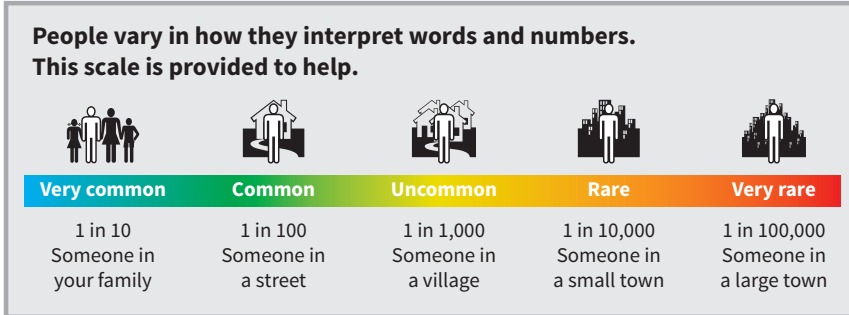 People vary in how they interpret words and numbers.
This scale is provided to help.
Very common Common Uncommon Rare Very rare
1 in 10 1 in 100 1 in 1,000 1 in 10,000 1 in 100,000
Someone in Someone in Someone in Someone in Someone in
your family a street a village a small town a large town